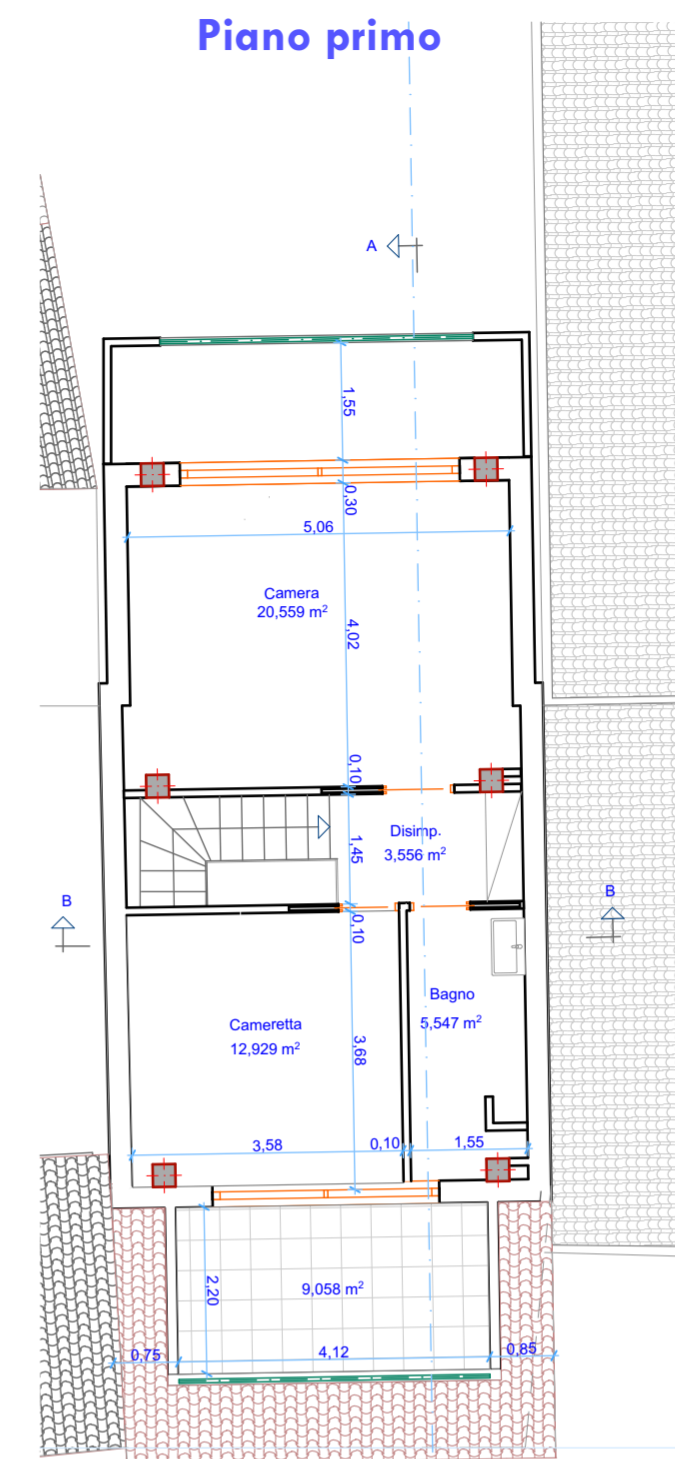 Piano primo
A
1,55
0,30
5,06
Camera
20,559 m²
4,02
0,10
Disimp.
3,556 m²
1,45
B
B
0,10
Bagno
5,547 m²
Cameretta
12,929 m²
3,68
3,58
0,10
1,55
2,20
9,058 m²
0,75
4,12
0,85